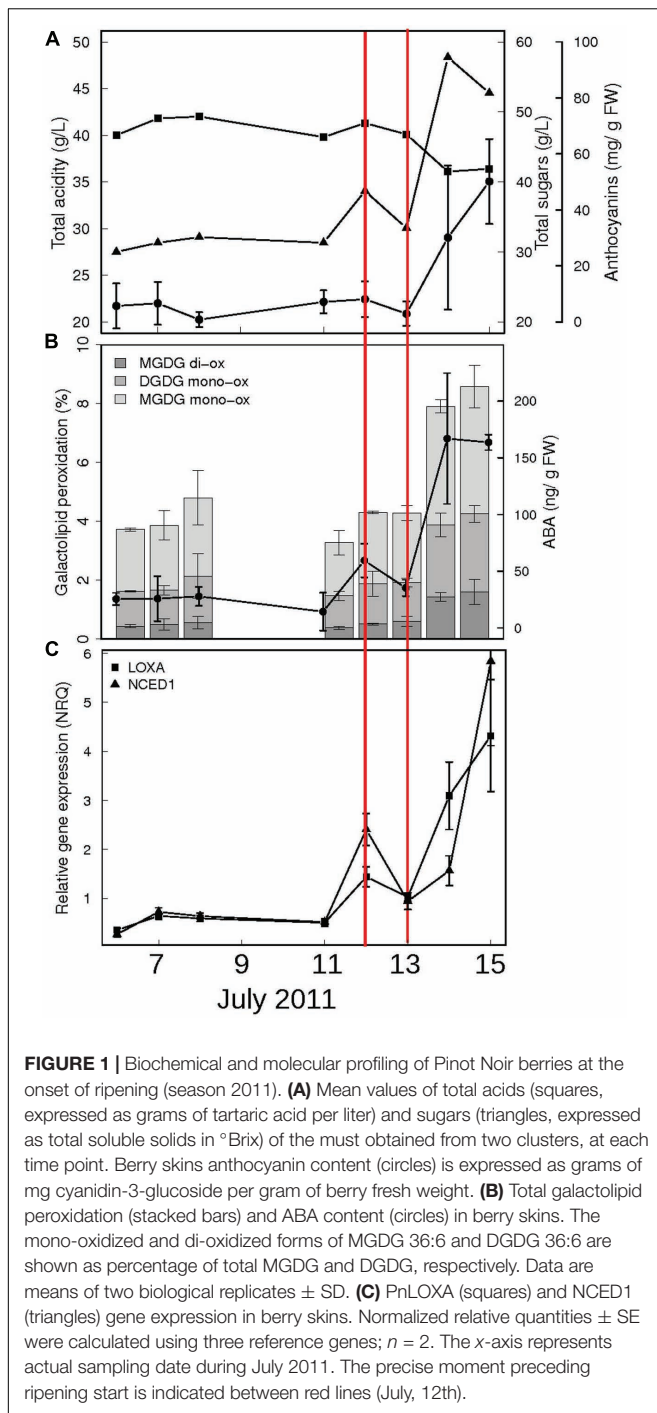 A
50
45
40
35
30
25
20
Total acidity (g/L)
60
50
40
30
20
Total sugars (g/L)
100
80
60
40
20
0
Anthocyanins (mg/ g FW)
B
10
8
6
4
2
0
Galactolipid peroxidation (%)
MGDG di-ox
DGDG mono-ox
MGDG mono-ox
200
150
100
50
0
ABA (ng/ g FW)
C
6
5
4
3
2
1
Relative gene expression (NRQ)
LOXA
NCED1
7 9 11 12 13 15
July 2011
FIGURE 1 | Biochemical and molecular profiling of Pinot Noir berries at the
onset of ripening (season 2011). (A) Mean values of total acids (squares,
expressed as grams of tartaric acid per liter) and sugars (triangles, expressed
as total soluble solids in °Brix) of the must obtained from two clusters, at each
time point. Berry skins anthocyanin content (circles) is expressed as grams of
mg cyanidin-3-glucoside per gram of berry fresh weight. (B) Total galactolipid
peroxidation (stacked bars) and ABA content (circles) in berry skins. The
mono-oxidized and di-oxidized forms of MGDG 36:6 and DGDG 36:6 are
shown as percentage of total MGDG and DGDG, respectively. Data are
means of two biological replicates ± SD. (C) PnLOXA (squares) and NCED1
(triangles) gene expression in berry skins. Normalized relative quantities ± SE
were calculated using three reference genes; n = 2. The x-axis represents
actual sampling date during July 2011. The precise moment preceding
ripening start is indicated between red lines (July, 12th).